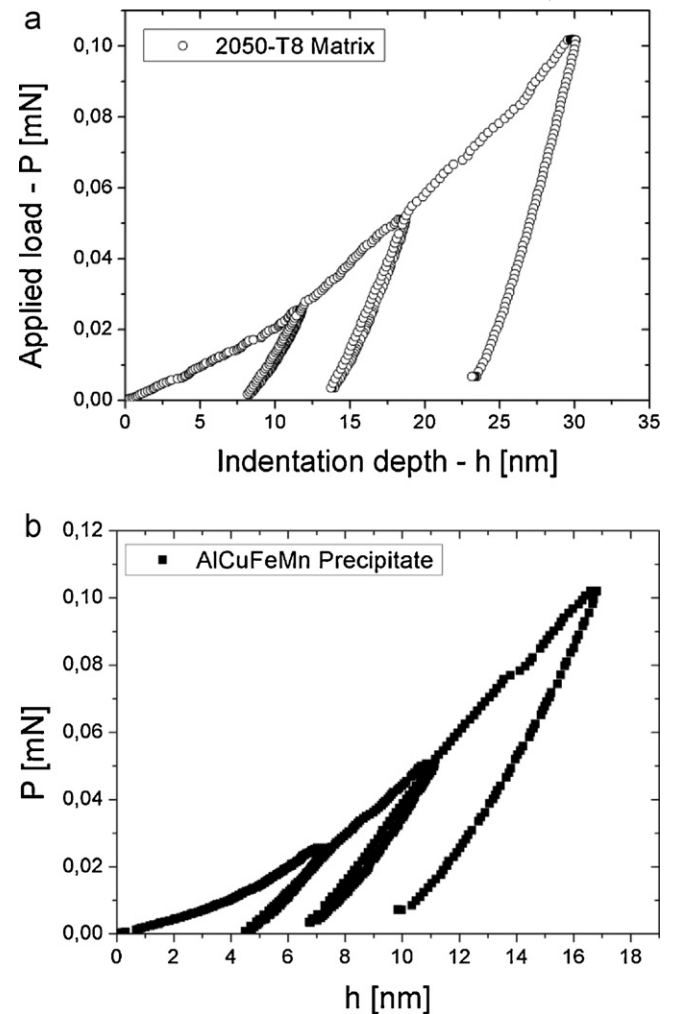 a
2050-T8 Matrix
Applied load - P [mN]
0,10
0,08
0,06
0,04
0,02
0,00
0 5 10 15 20 25 30 35
Indentation depth - h [nm]
b
AlCuFeMn Precipitate
P [mN]
0,12
0,10
0,08
0,06
0,04
0,02
0,00
0 2 4 6 8 10 12 14 16 18
h [nm]